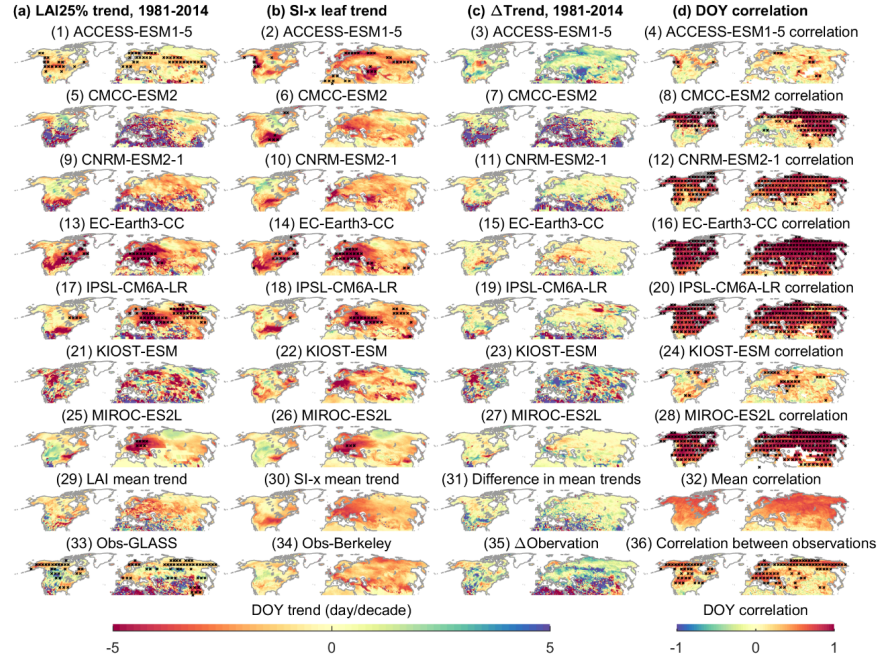 (a) LAI25% trend, 1981-2014 (b) SI-x leaf trend (c) ΔTrend, 1981-2014 (d) DOY correlation
(1) ACCESS-ESM1-5 (2) ACCESS-ESM1-5 (3) ACCESS-ESM1-5 (4) ACCESS-ESM1-5 correlation
(5) CMCC-ESM2 (6) CMCC-ESM2 (7) CMCC-ESM2 (8) CMCC-ESM2 correlation
(9) CNRM-ESM2-1 (10) CNRM-ESM2-1 (11) CNRM-ESM2-1 (12) CNRM-ESM2-1 correlation
(13) EC-Earth3-CC (14) EC-Earth3-CC (15) EC-Earth3-CC (16) EC-Earth3-CC correlation
(17) IPSL-CM6A-LR (18) IPSL-CM6A-LR (19) IPSL-CM6A-LR (20) IPSL-CM6A-LR correlation
(21) KIOST-ESM (22) KIOST-ESM (23) KIOST-ESM (24) KIOST-ESM correlation
(25) MIROC-ES2L (26) MIROC-ES2L (27) MIROC-ES2L (28) MIROC-ES2L correlation
(29) LAI mean trend (30) SI-x mean trend (31) Difference in mean trends (32) Mean correlation
(33) Obs-GLASS (34) Obs-Berkeley (35) ΔObervation (36) Correlation between observations
DOY trend (day/decade) DOY correlation
-5 0 5 -1 0 1